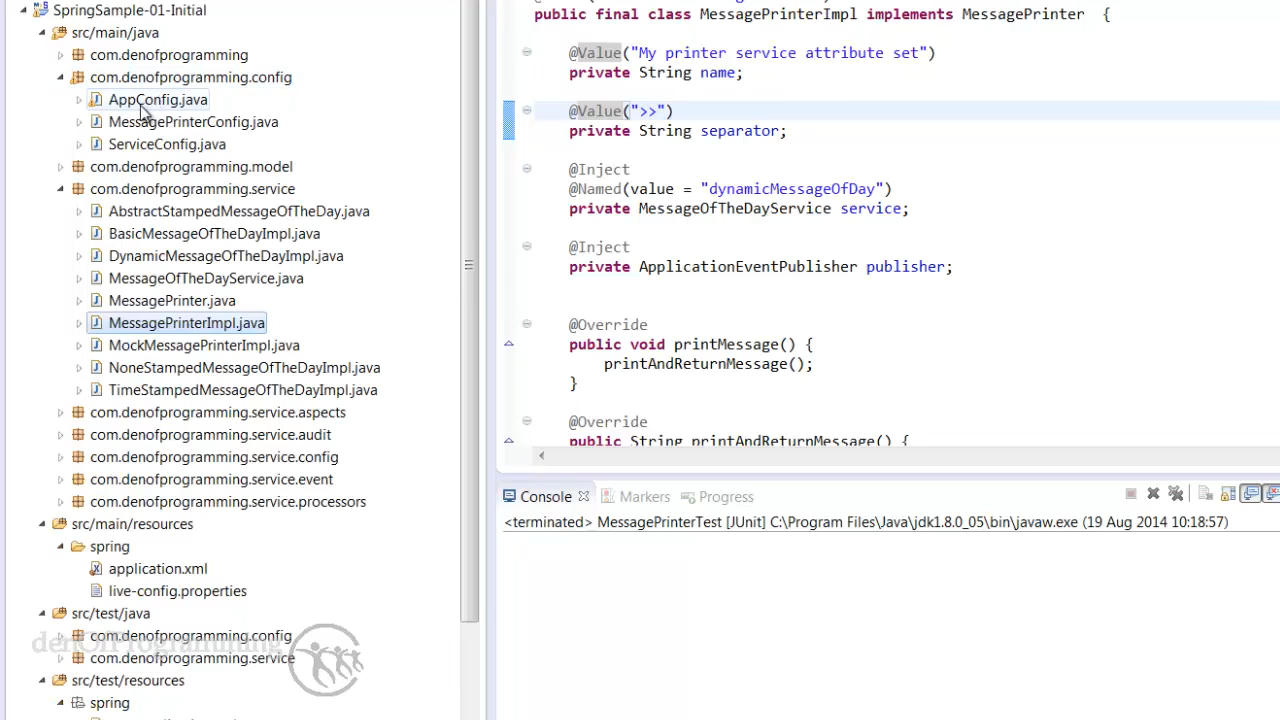 SpringSample-01-Initial
src/main/java
com.denofprogramming
com.denofprogramming.config
AppConfig.java
MessagePrinterConfig.java
ServiceConfig.java
com.denofprogramming.model
com.denofprogramming.service
AbstractStampedMessageOfTheDay.java
BasicMessageOfTheDayImpl.java
DynamicMessageOfTheDayImpl.java
MessageOfTheDayService.java
MessagePrinter.java
MessagePrinterImpl.java
MockMessagePrinterImpl.java
NoneStampedMessageOfTheDayImpl.java
TimeStampedMessageOfTheDayImpl.java
com.denofprogramming.service.aspects
com.denofprogramming.service.audit
com.denofprogramming.service.config
com.denofprogramming.service.event
com.denofprogramming.service.processors
src/main/resources
spring
application.xml
live-config.properties
src/test/java
com.denofprogramming.config
denOfProgramming
com.denofprogramming.service
src/test/resources
spring
public final class MessagePrinterImpl implements MessagePrinter {
@Value("My printer service attribute set")
private String name;
@Value(">>")
private String separator;
@Inject
@Named(value = "dynamicMessageOfDay")
private MessageOfTheDayService service;
@Inject
private ApplicationEventPublisher publisher;
@Override
public void printMessage() {
printAndReturnMessage();
}
@Override
public String printAndReturnMessage() {
Console Markers Progress
<terminated> MessagePrinterTest [JUnit] C:\Program Files\Java\jdk1.8.0_05\bin\javaw.exe (19 Aug 2014 10:18:57)